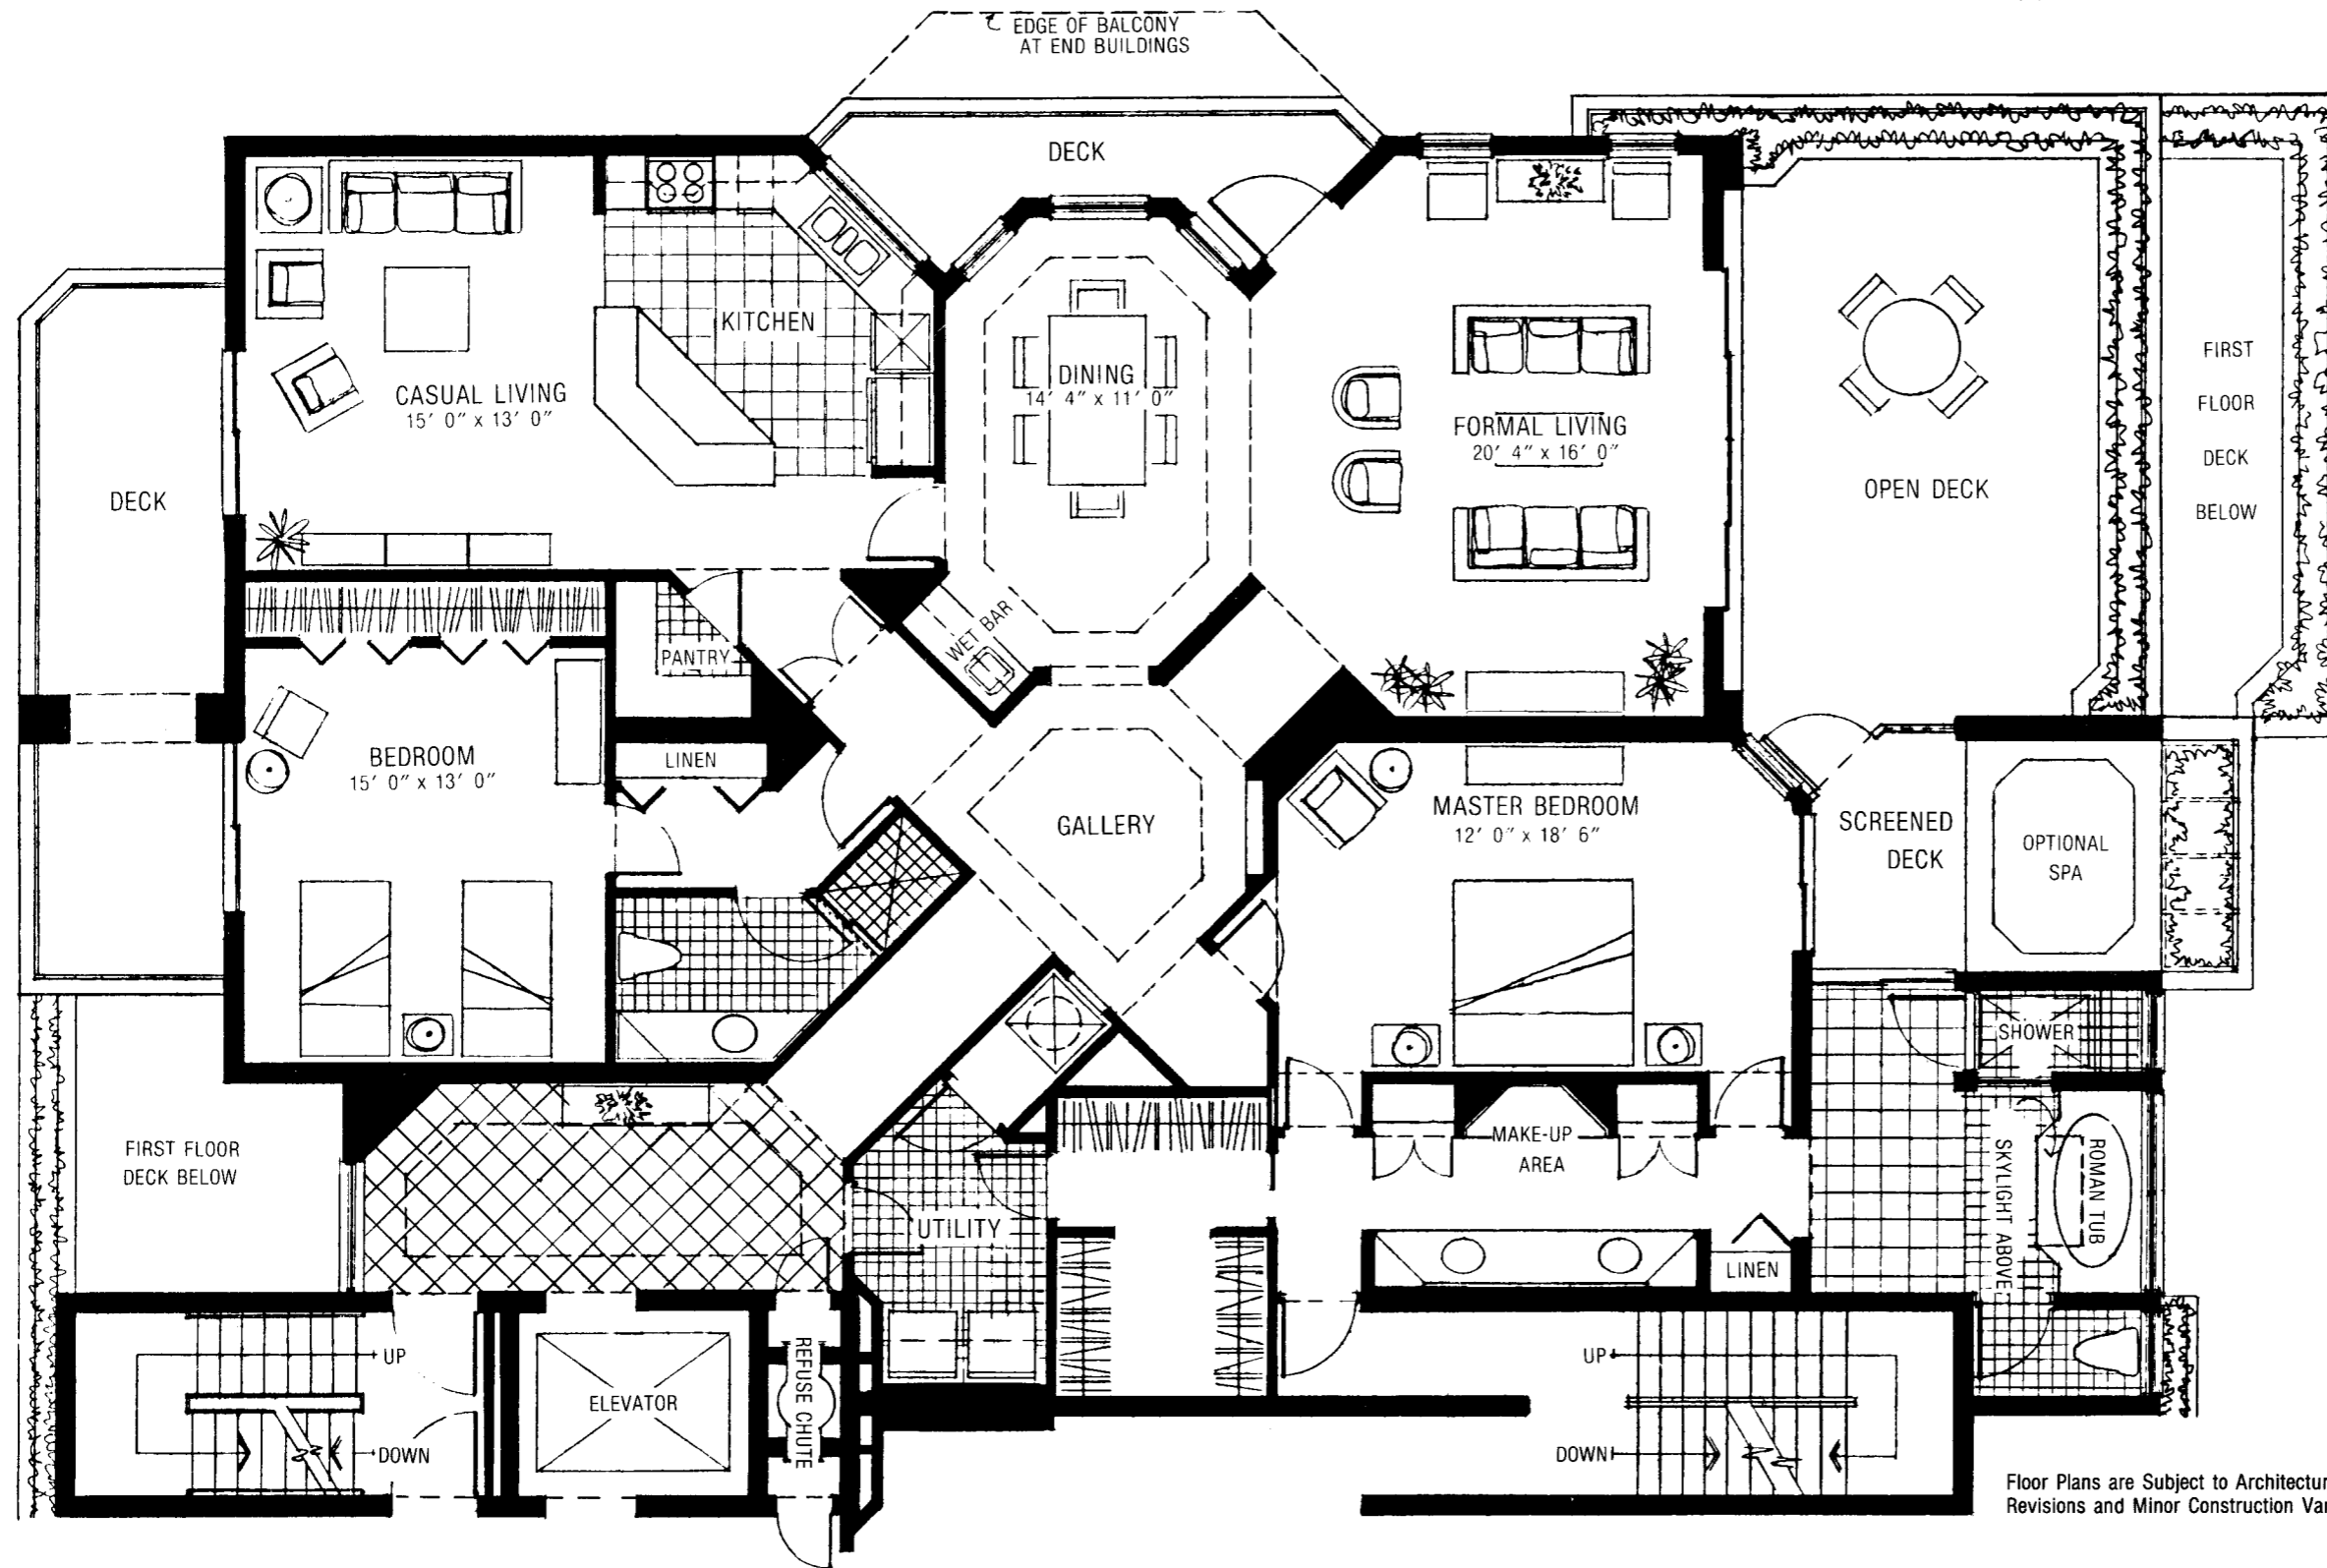 EDGE OF BALCONY
AT END BUILDINGS
DECK
KITCHEN
CASUAL LIVING
15' 0" x 13' 0"
DINING
14' 4" x 11' 0"
FORMAL LIVING
20' 4" x 16' 0"
OPEN DECK
FIRST
FLOOR
DECK
BELOW
DECK
WET BAR
PANTRY
LINEN
BEDROOM
15' 0" x 13' 0"
GALLERY
MASTER BEDROOM
12' 0" x 18' 6"
SCREENED
DECK
OPTIONAL
SPA
SHOWER
FIRST FLOOR
DECK BELOW
MAKE-UP
AREA
SKYLIGHT ABOVE
ROMAN TUB
UTILITY
LINEN
UP
DOWN
ELEVATOR
REFUSE CHUTE
UP
DOWN
Floor Plans are Subject to Architectur
Revisions and Minor Construction Var